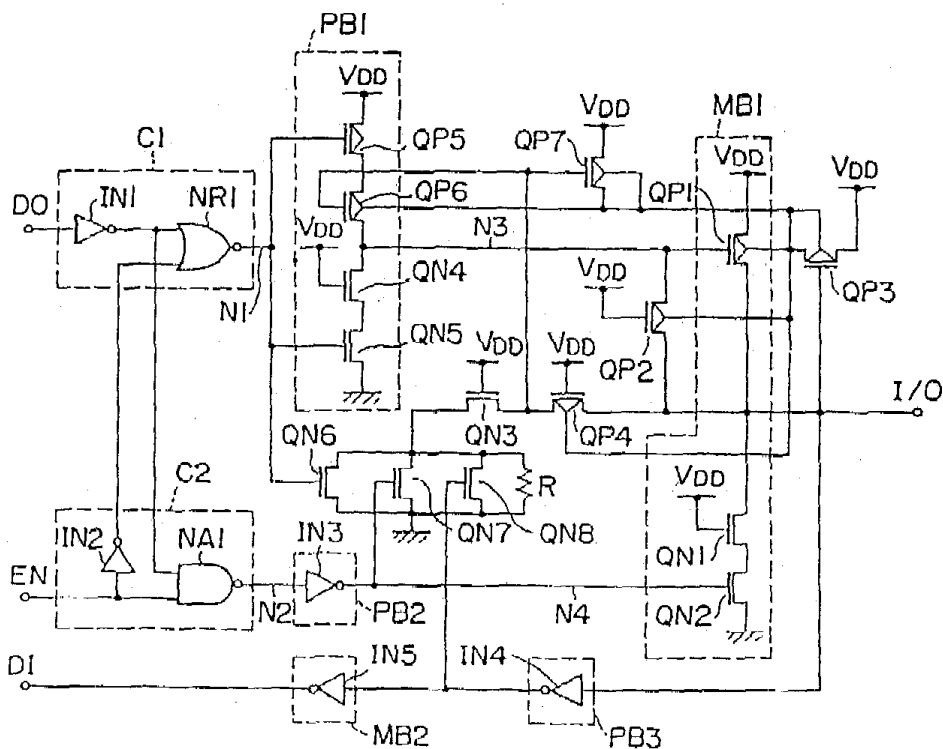 PB1
VDD
VDD
MB1
C1
QP5
QP7
VDD
VDD
IN1
NR1
QP6
QP1
DO
VDD
N3
QN4
QP3
N1
VDD
QN5
VDD
VDD
QP2
I/O
QN6
QN3
QP4
C2
R
VDD
IN2
NA1
IN3
QN7
QN8
QN1
EN
N2
PB2
N4
QN2
DI
IN5
IN4
MB2
PB3